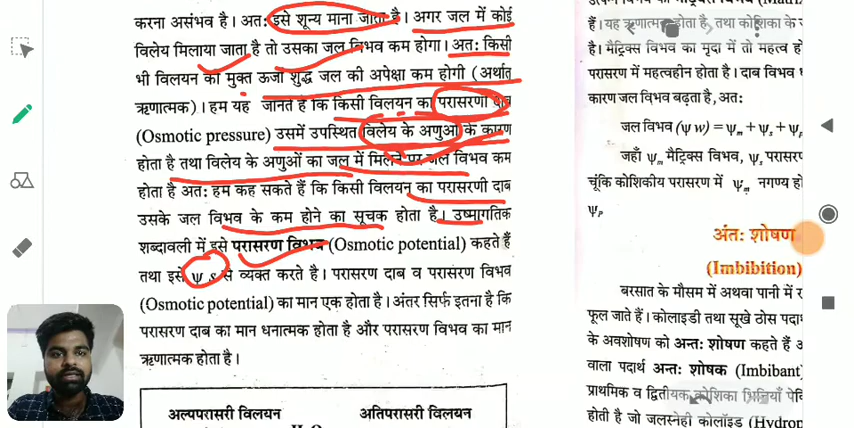 करना असंभव है। अतः इसे शून्य माना जाता है। अगर जल में कोई
विलेय मिलाया जाता है तो उसका जल विभव कम होगा। अतः किसी
भी विलयन की मुक्त ऊर्जा शुद्ध जल की अपेक्षा कम होगी (अर्थात
ऋणात्मक)। हम यह जानते है कि किसी विलयन का परासरणी दाब
(Osmotic pressure) उसमें उपस्थित विलेय के अणुओं के कारण
होता है तथा विलेय के अणुओं का जल में मिलने पर जल विभव कम
होता है अतः हम कह सकते हैं कि किसी विलयन का परासरणी दाब
उसके जल विभव के कम होने का सूचक होता है। उष्मागतिक
शब्दावली में इसे परासरण विभव (Osmotic potential) कहते हैं
तथा इसे ψ s से व्यक्त करते है। परासरण दाब व परासरण विभव
(Osmotic potential) का मान एक होता है। अंतर सिर्फ इतना है कि
परासरण दाब का मान धनात्मक होता है और परासरण विभव का मान
ऋणात्मक होता है।
अल्पपरासरी विलयन अतिपरासरी विलयन
हैं। यह ऋणात्मक होता है, तथा कोशिका के
है। मैट्रिक्स विभव का मृदा में तो महत्व
परासरण में महत्वहीन होता है। दाब विभव
कारण जल विभव बढ़ता है, अतः
जल विभव (ψ w) = ψm + ψs + ψp
जहाँ ψm मैट्रिक्स विभव, ψs
चूंकि कोशिकीय परासरण में ψm नगण्य
ψP
अंतः शोषण
(Imbibition)
बरसात के मौसम में अथवा पानी में
फूल जाते हैं। कोलाइडी तथा सूखे ठोस
के अवशोषण को अन्तः शोषण कहते हैं
वाला पदार्थ अन्तः शोषक (Imbibant)
प्राथमिक व द्वितीयक कोशिका भित्तियाँ
होती है जो जलस्नेही कोलॉइड